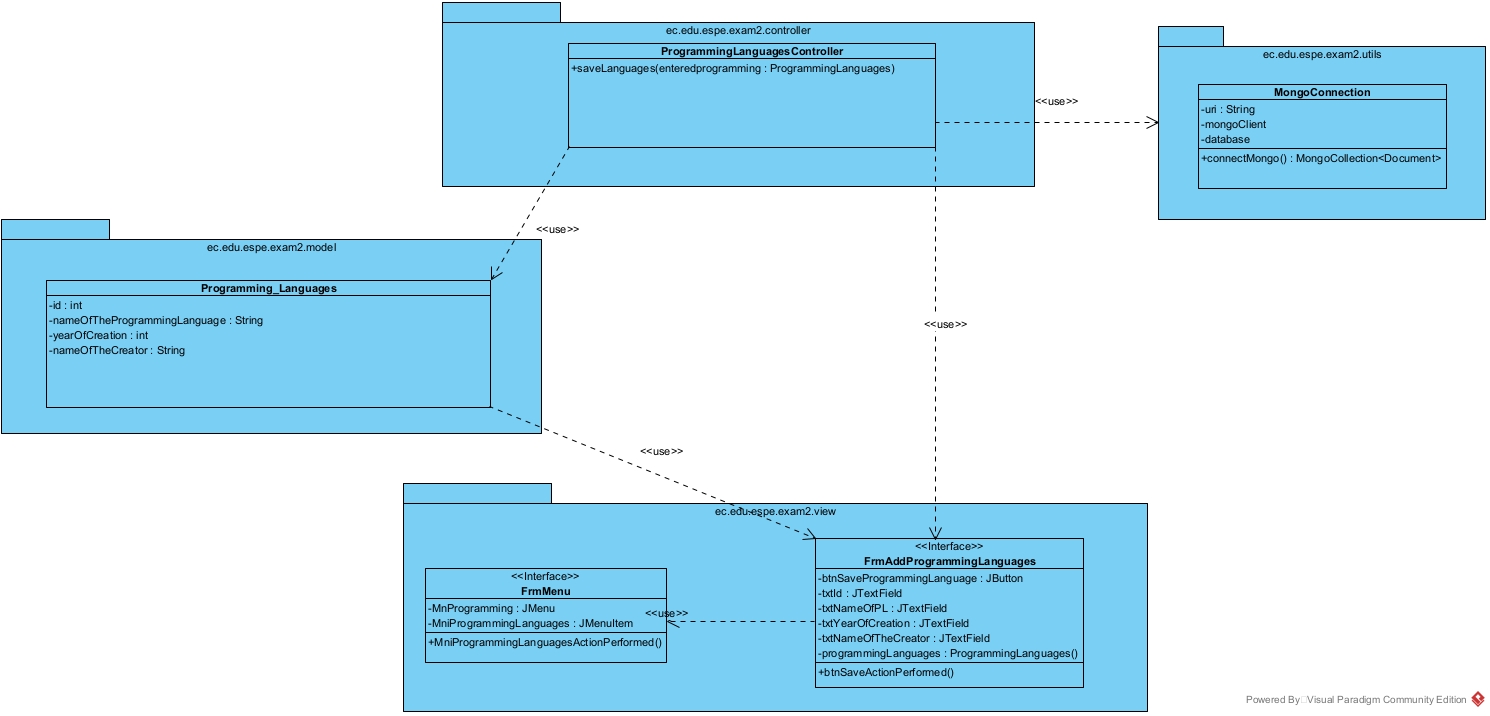 ec.edu.espe.exam2.controller
ProgrammingLanguagesController
+saveLanguages(enteredprogramming : ProgrammingLanguages)
<<use>>
ec.edu.espe.exam2.utils
MongoConnection
-uri : String
-mongoClient
-database
+connectMongo() : MongoCollection<Document>
<<use>>
ec.edu.espe.exam2.model
Programming_Languages
-id : int
-nameOfTheProgrammingLanguage : String
-yearOfCreation : int
-nameOfTheCreator : String
<<use>>
<<use>>
ec.edu.espe.exam2.view
<<Interface>>
FrmMenu
-MnProgramming : JMenu
-MniProgrammingLanguages : JMenuItem
+MniProgrammingLanguagesActionPerformed()
<<use>>
<<Interface>>
FrmAddProgrammingLanguages
-btnSaveProgrammingLanguage : JButton
-txtId : JTextField
-txtNameOfPL : JTextField
-txtYearOfCreation : JTextField
-txtNameOfTheCreator : JTextField
-programmingLanguages : ProgrammingLanguages()
+btnSaveActionPerformed()
Powered By Visual Paradigm Community Edition